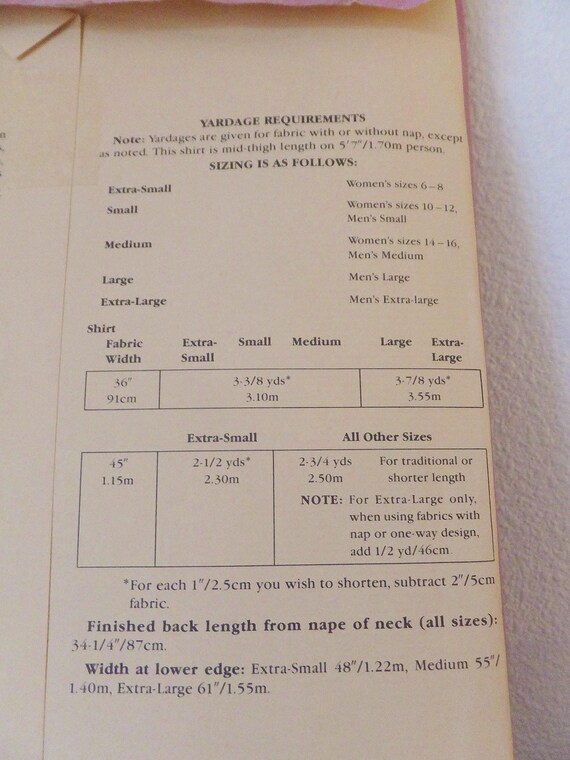 YARDAGE REQUIREMENTS
Note: Yardages are given for fabric with or without nap, except
as noted. This shirt is mid-thigh length on 5'7"/1.70m person.
SIZING IS AS FOLLOWS:
Extra-Small Women's sizes 6–8
Small Women's sizes 10–12,
Men's Small
Medium Women's sizes 14–16,
Men's Medium
Large Men's Large
Extra-Large Men's Extra-large
Shirt
Fabric Extra- Small Medium Large Extra-
Width Small Large
36" 3-3/8 yds* 3-7/8 yds*
91cm 3.10m 3.55m
Extra-Small All Other Sizes
45" 2-1/2 yds* 2-3/4 yds For traditional or
1.15m 2.30m 2.50m shorter length
NOTE: For Extra-Large only,
when using fabrics with
nap or one-way design,
add 1/2 yd/46cm
*For each 1"/2.5cm you wish to shorten, subtract 2"/5cm
fabric.
Finished back length from nape of neck (all sizes):
34-1/4"/87cm.
Width at lower edge: Extra-Small 48"/1.22m, Medium 55"/
1.40m, Extra-Large 61"/1.55m.